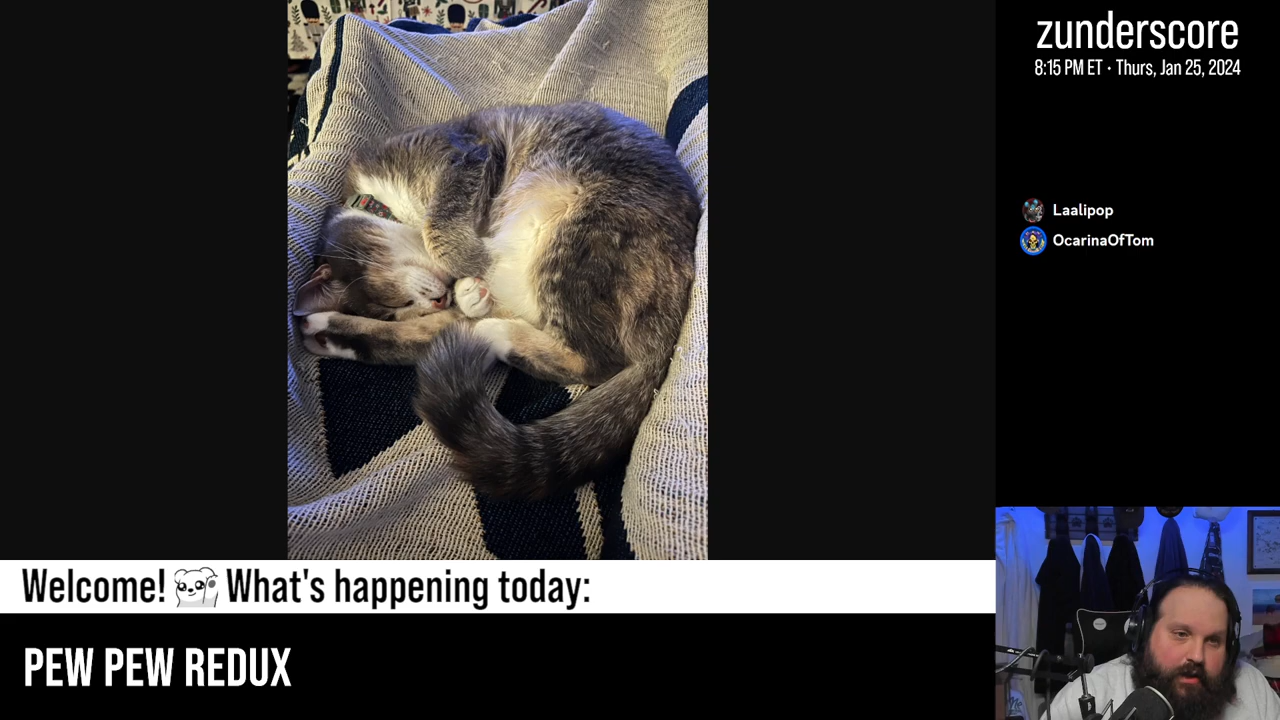 zunderscore
8:15 PM ET • Thurs, Jan 25, 2024
Laalipop
OcarinaOfTom
Welcome! What's happening today:
PEW PEW REDUX